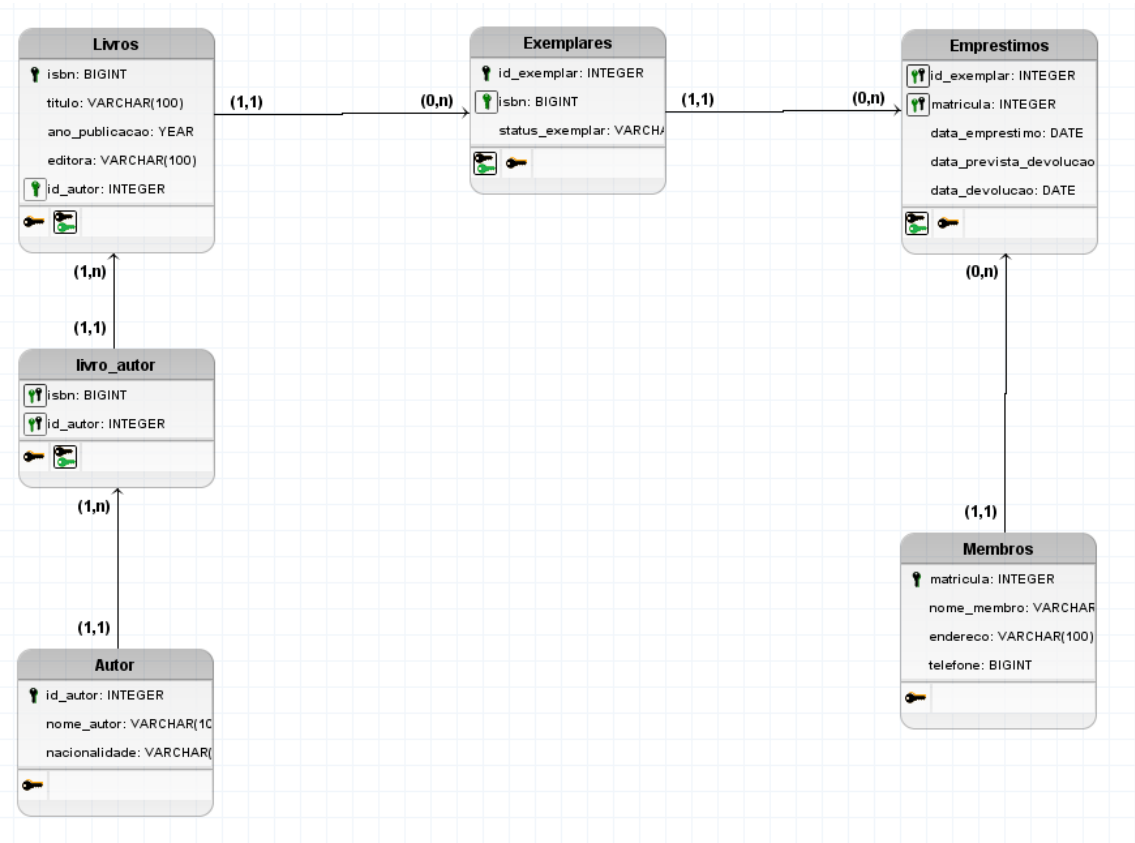 Livros
isbn: BIGINT
titulo: VARCHAR(100)
ano_publicacao: YEAR
editora: VARCHAR(100)
id_autor: INTEGER
(1,1)
(0,n)
Exemplares
id_exemplar: INTEGER
isbn: BIGINT
status_exemplar: VARCHA
(1,1)
(0,n)
Emprestimos
id_exemplar: INTEGER
matricula: INTEGER
data_emprestimo: DATE
data_prevista_devolucao
data_devolucao: DATE
(1,n)
(1,1)
livro_autor
isbn: BIGINT
id_autor: INTEGER
(1,n)
(1,1)
Autor
id_autor: INTEGER
nome_autor: VARCHAR(10
nacionalidade: VARCHAR(
(0,n)
(1,1)
Membros
matricula: INTEGER
nome_membro: VARCHAR
endereco: VARCHAR(100)
telefone: BIGINT